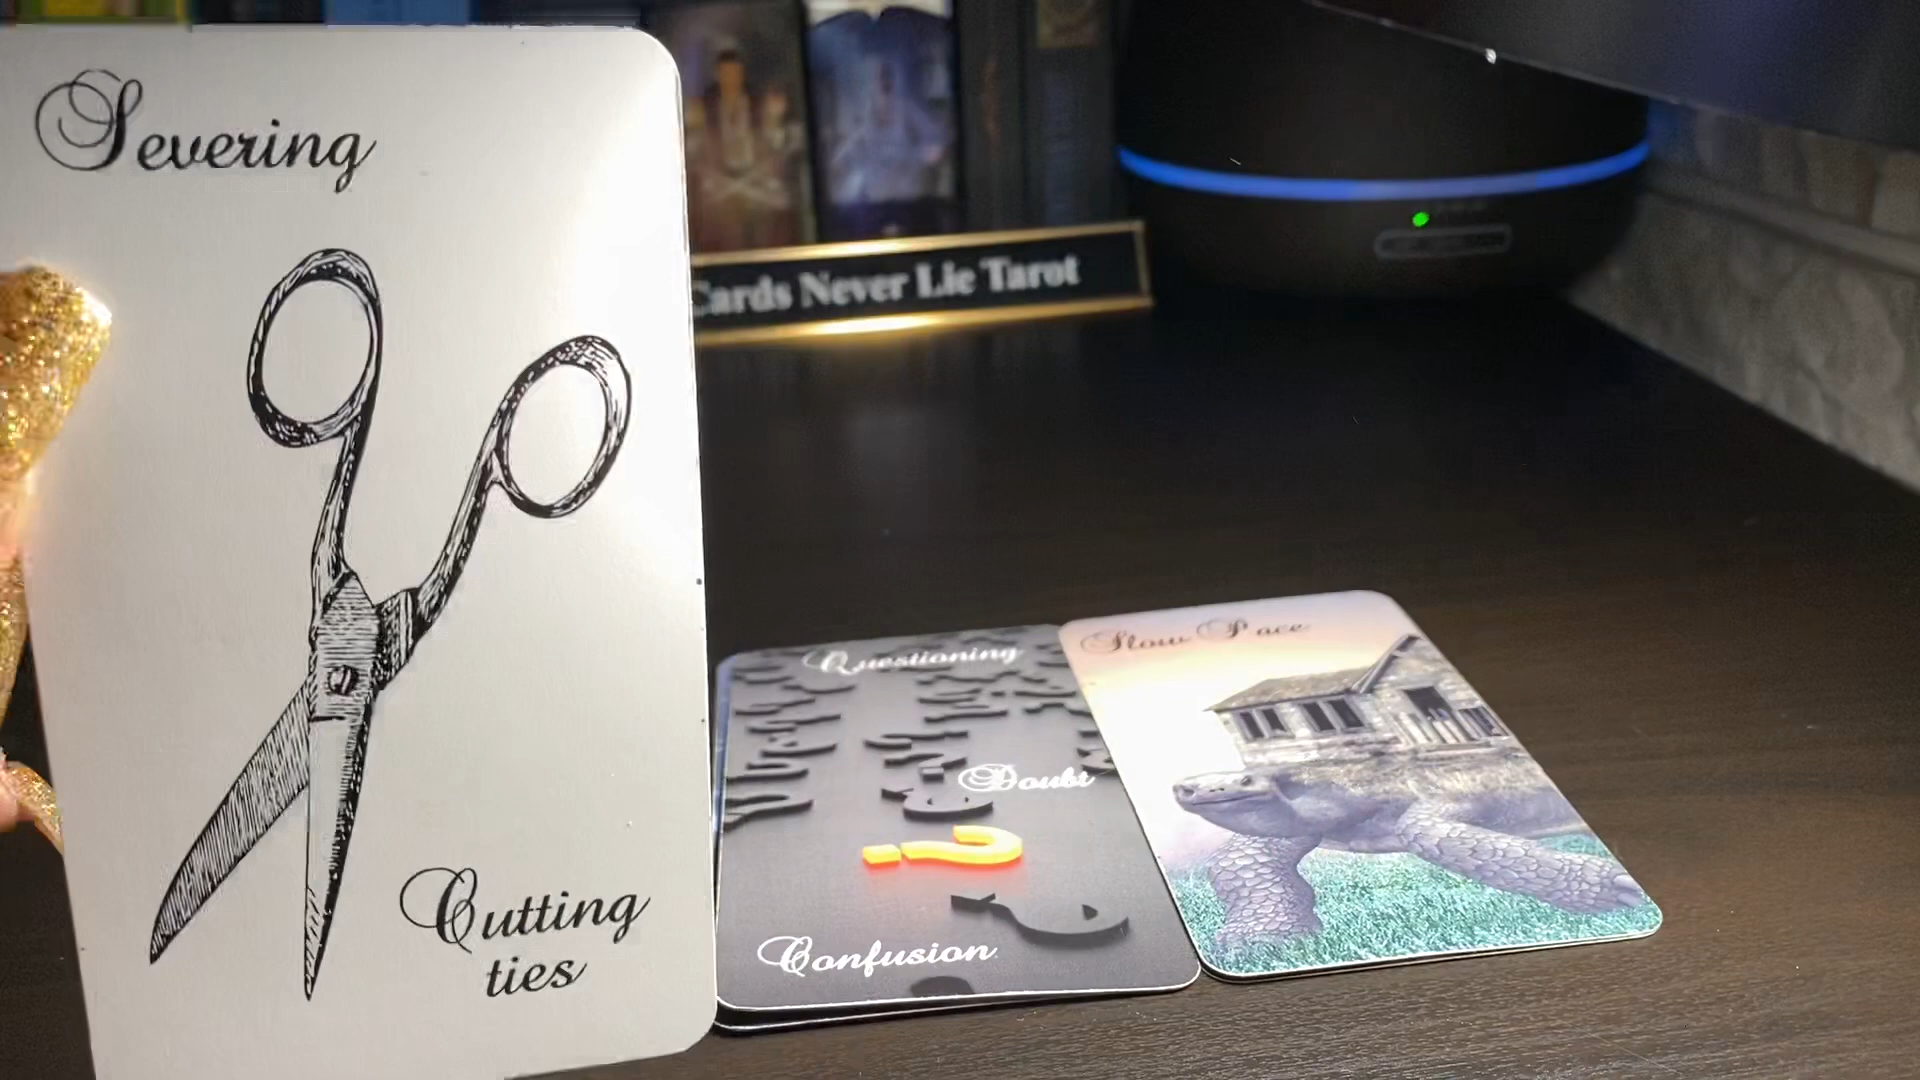 Severing
Cutting
ties
Cards Never Lie Tarot
Questioning
Doubt
Confusion
Slow Pace